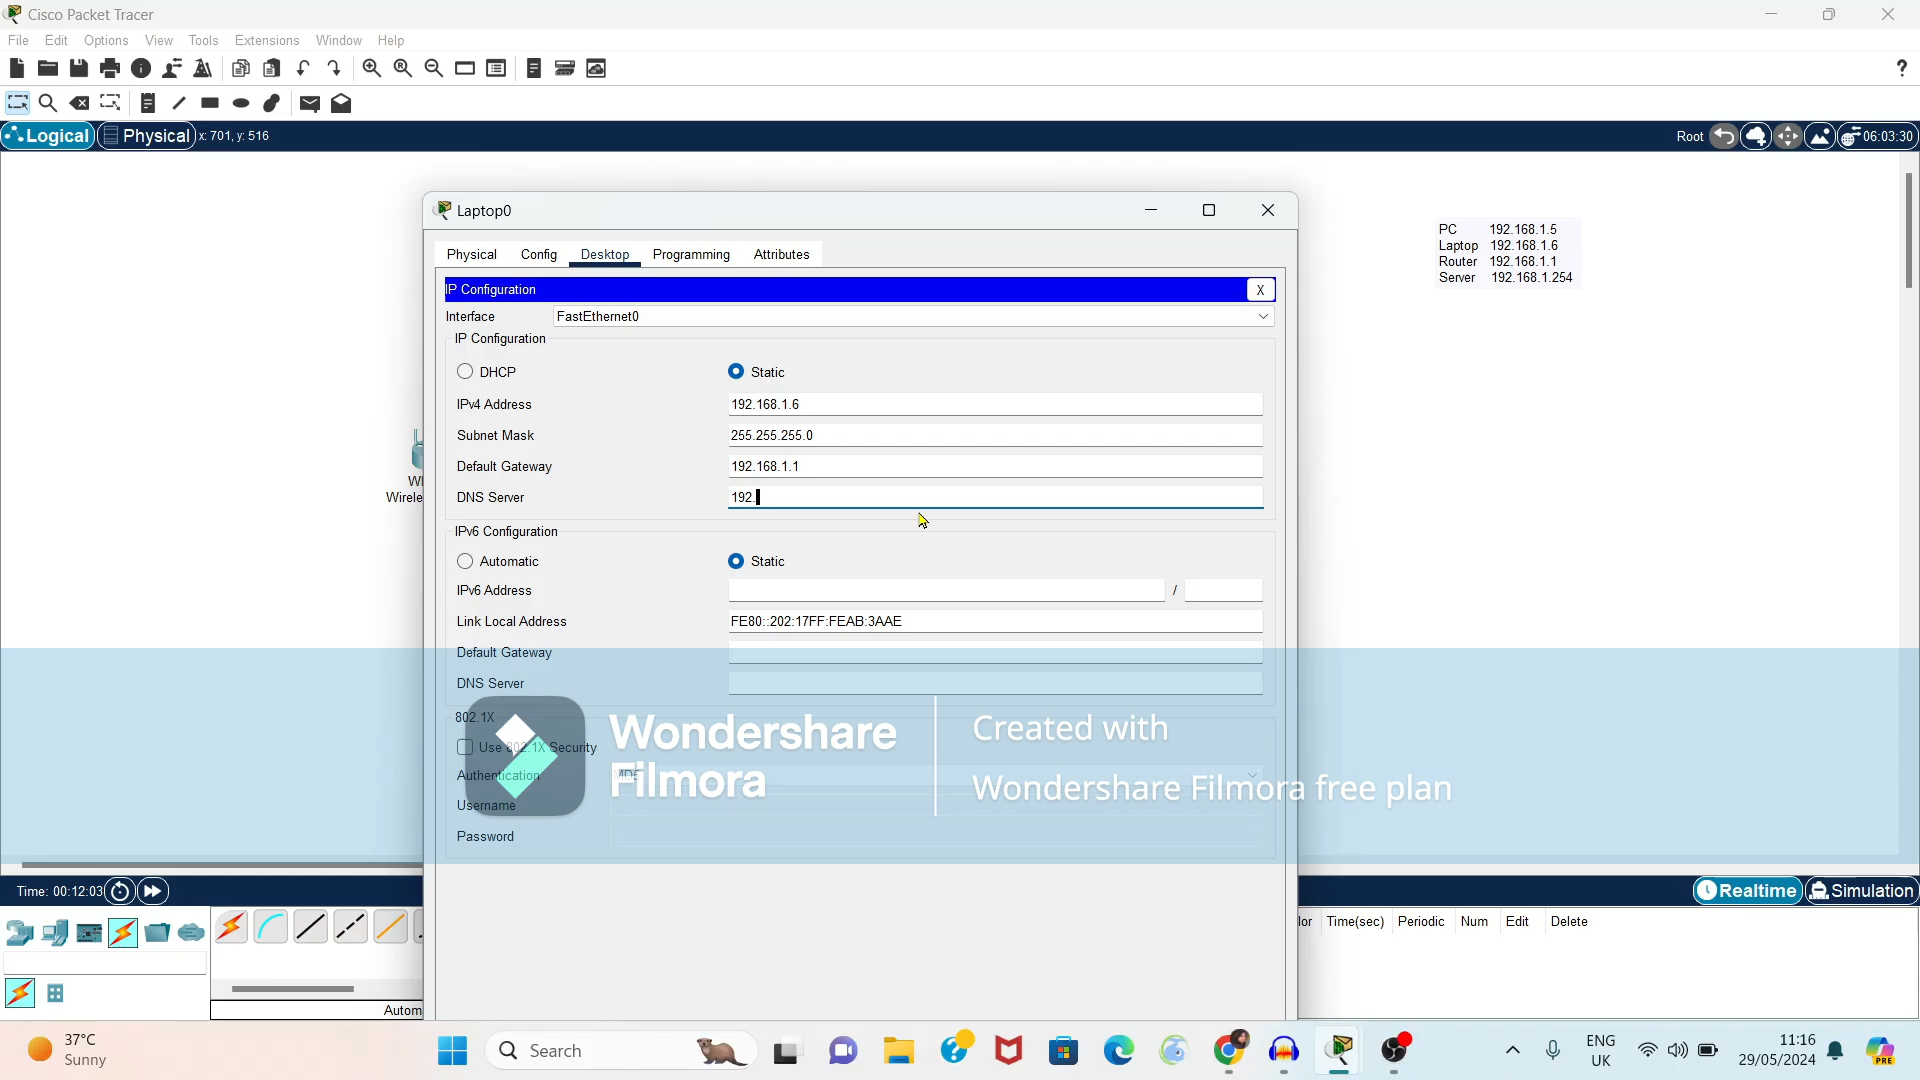 Cisco Packet Tracer
File Edit Options View Tools Extensions Window Help
Logical Physical x: 701, y: 516 Root 06:03:30
Laptop0
PC 192.168.1.5
Laptop 192.168.1.6
Router 192.168.1.1
Server 192.168.1.254
Physical Config Desktop Programming Attributes
IP Configuration X
Interface FastEthernet0
IP Configuration
DHCP Static
IPv4 Address 192.168.1.6
Subnet Mask 255.255.255.0
Default Gateway 192.168.1.1
DNS Server 192.
Wirele
IPv6 Configuration
Automatic Static
IPv6 Address /
Link Local Address FE80::202:17FF:FEAB:3AAE
Default Gateway
DNS Server
802.1X
Use 802.1X Security
Authentication MD5
Username
Password
Wondershare
Filmora
Created with
Wondershare Filmora free plan
Time: 00:12:03 Realtime Simulation
lor Time(sec) Periodic Num Edit Delete
Autom
37°C
Sunny
Search
ENG
UK
11:16
29/05/2024
PRE